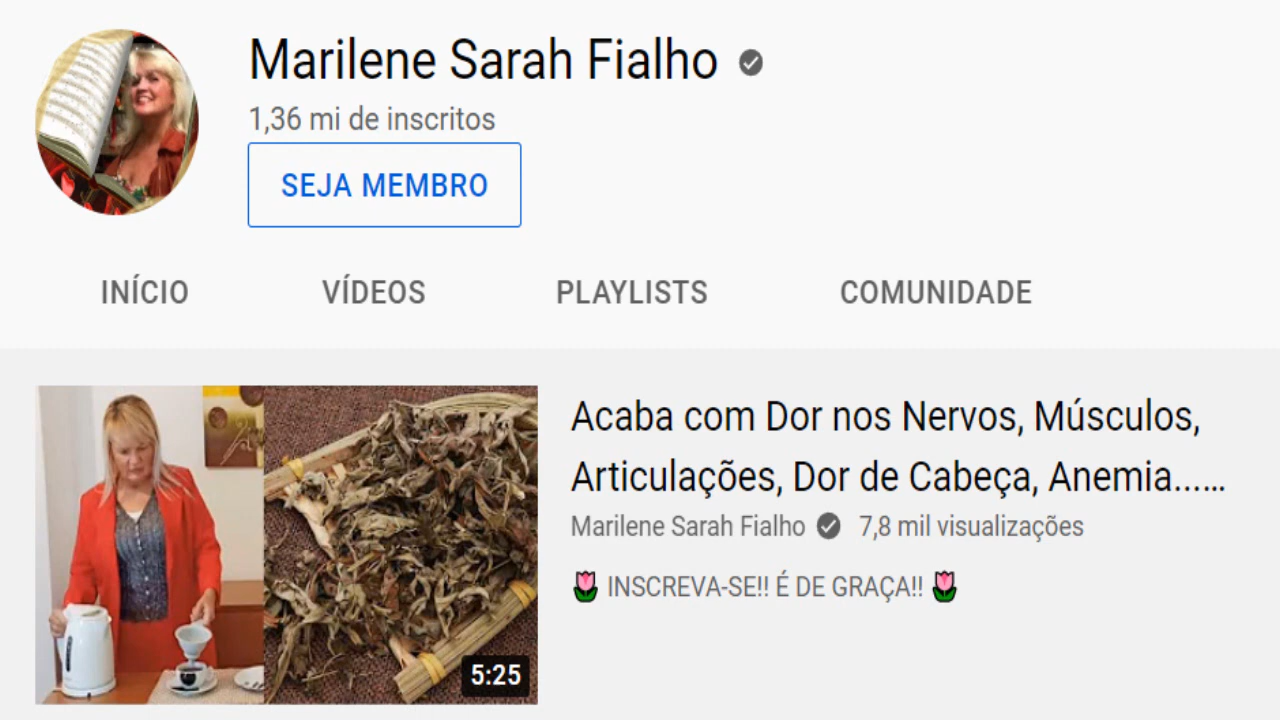 Marilene Sarah Fialho
1,36 mi de inscritos
SEJA MEMBRO
INÍCIO VÍDEOS PLAYLISTS COMUNIDADE
Acaba com Dor nos Nervos, Músculos,
Articulações, Dor de Cabeça, Anemia...…
Marilene Sarah Fialho 7,8 mil visualizações
🌷 INSCREVA-SE!! É DE GRAÇA!! 🌷
5:25